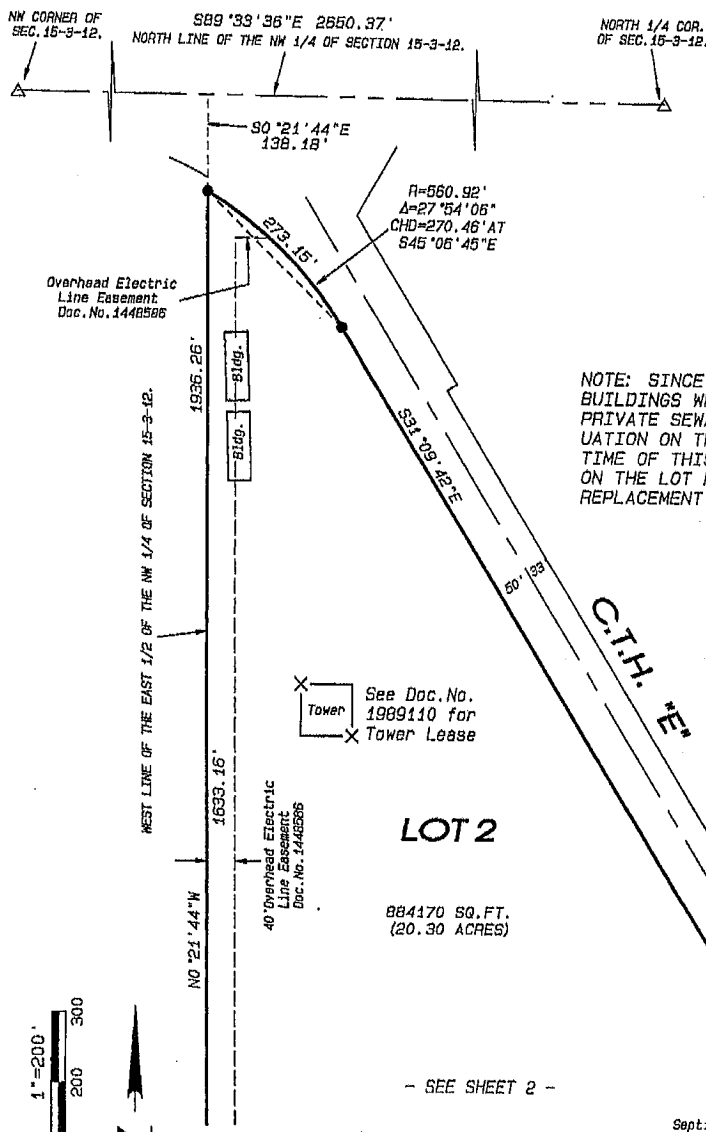 NW CORNER OF
SEC.15-3-12.
S89°33'36"E 2650.37'
NORTH LINE OF THE NW 1/4 OF SECTION 15-3-12.
NORTH 1/4 COR.
OF SEC.15-3-12.
S0°21'44"E
138.18'
R=560.92'
Δ=27°54'06"
CHD=270.46'AT
S45°06'45"E
273.15'
Overhead Electric
Line Easement
Doc.No.1448586
1936.26'
Bldg.
Bldg.
NOTE: SINCE
BUILDINGS
PRIVATE
UATION ON
TIME OF THIS
ON THE LOT
REPLACEMENT
S31°09'42"E
WEST LINE OF THE EAST 1/2 OF THE NW 1/4 OF SECTION 15-3-12.
50' 33'
C.T.H. "E"
Tower
See Doc.No.
1989110 for
Tower Lease
1633.16'
40'Overhead Electric
Line Easement
Doc.No.1448586
LOT 2
884170 SQ.FT.
(20.30 ACRES)
N0°21'44"W
1"=200'
300
200
- SEE SHEET 2 -